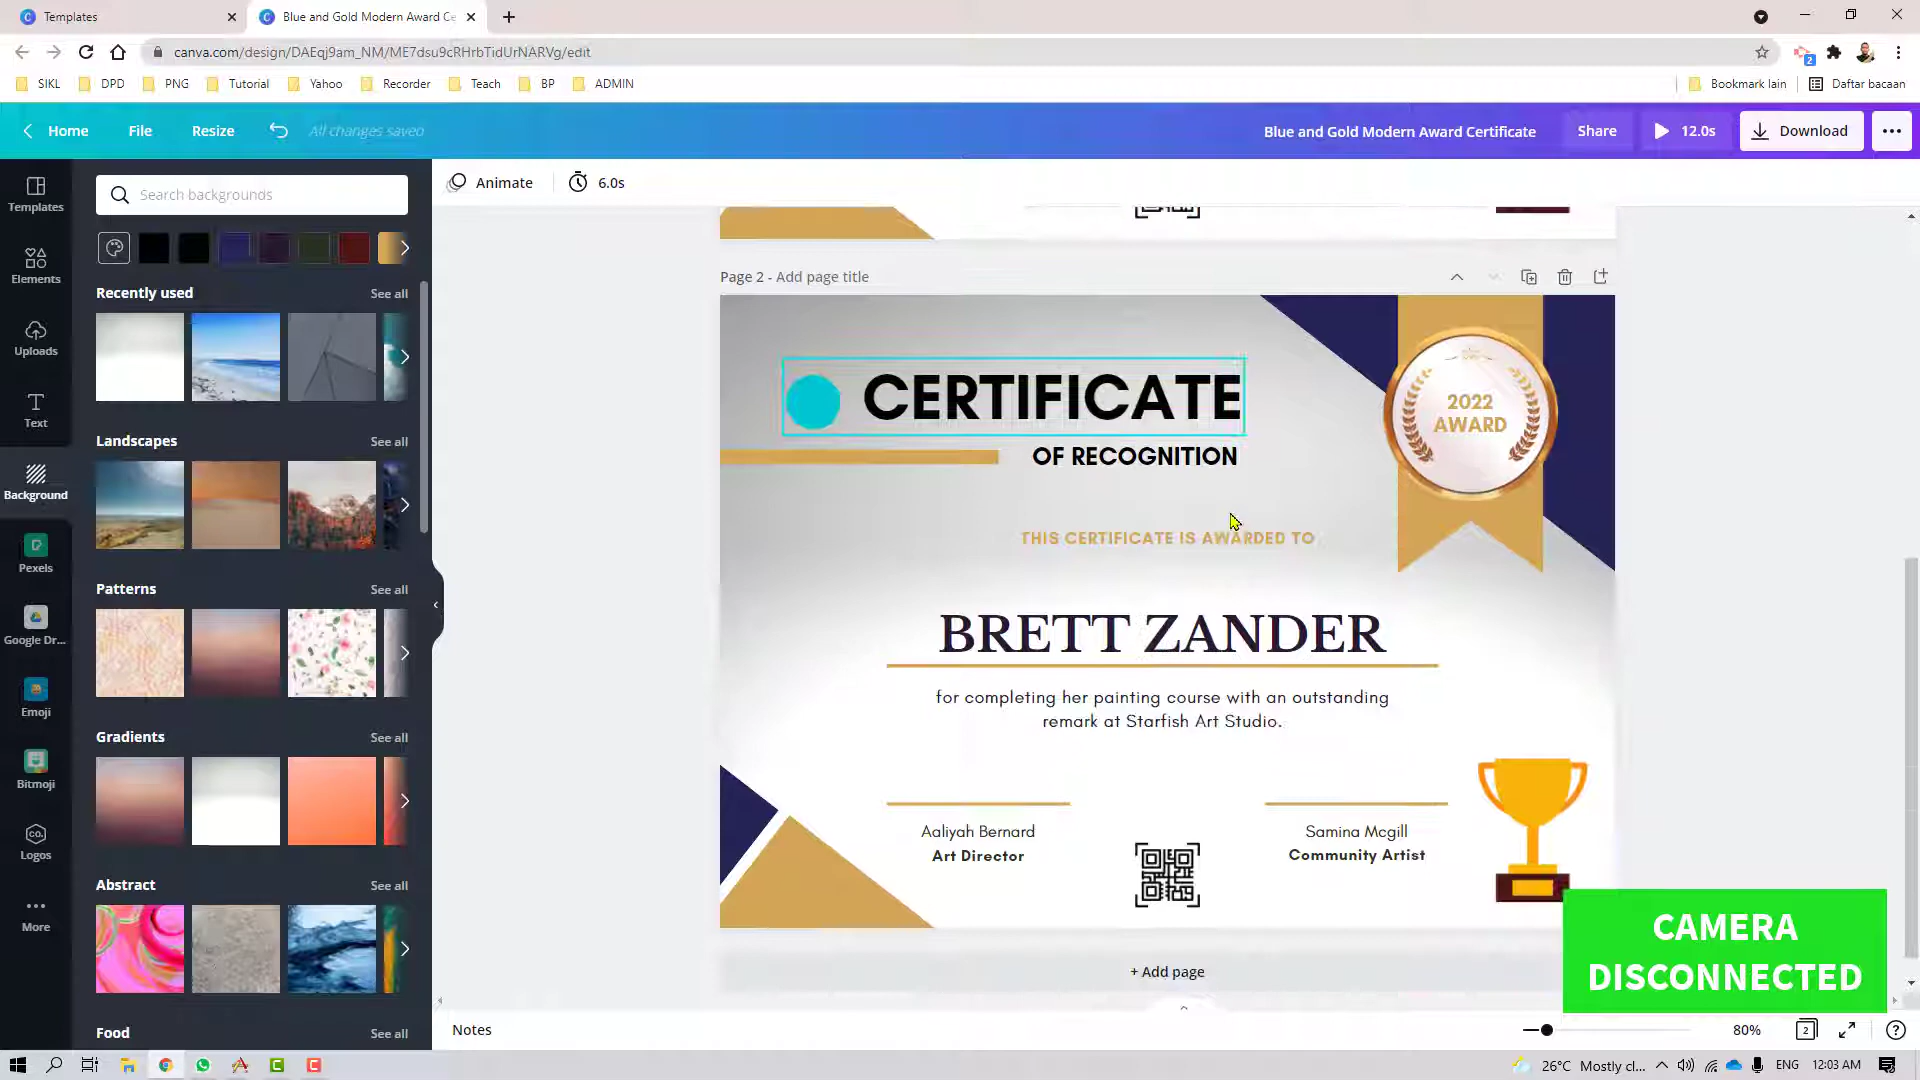 Templates
Blue and Gold Modern Award Ce
canva.com/design/DAEqj9am_NM/ME7dsu9cRHrbTidUrNARVg/edit
2
SIKL
DPD
PNG
Tutorial
Yahoo
Recorder
Teach
BP
ADMIN
Bookmark lain
Daftar bacaan
Home
File
Resize
All changes saved
Blue and Gold Modern Award Certificate
Share
12.0s
Download
Templates
Elements
Uploads
Text
Background
Pexels
Google Dr...
Emoji
Bitmoji
CO.
Logos
More
Search backgrounds
Recently used
See all
Landscapes
See all
Patterns
See all
Gradients
See all
Abstract
See all
Food
See all
Animate
6.0s
Page 2 - Add page title
CERTIFICATE
OF RECOGNITION
2022
AWARD
THIS CERTIFICATE IS AWARDED TO
BRETT ZANDER
for completing her painting course with an outstanding
remark at Starfish Art Studio.
Aaliyah Bernard
Art Director
Samina Mcgill
Community Artist
CAMERA
DISCONNECTED
+ Add page
Notes
80%
2
26°C Mostly cl...
ENG
12:03 AM